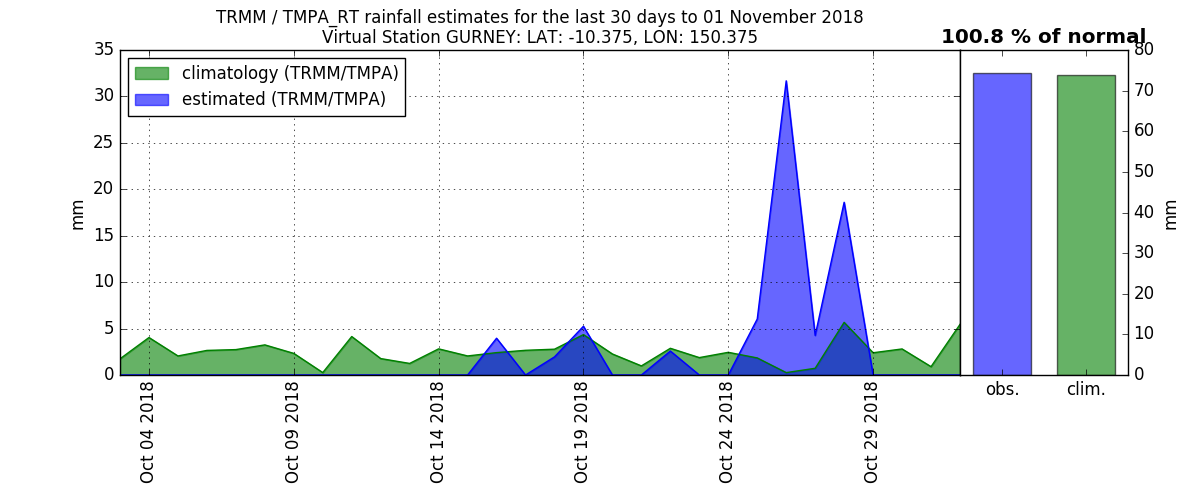 TRMM / TMPA_RT rainfall estimates for the last 30 days to 01 November 2018
Virtual Station GURNEY: LAT: -10.375, LON: 150.375
100.8 % of normal
climatology (TRMM/TMPA)
estimated (TRMM/TMPA)
35
30
25
20
15
10
5
0
mm
Oct 04 2018
Oct 09 2018
Oct 14 2018
Oct 19 2018
Oct 24 2018
Oct 29 2018
80
70
60
50
40
30
20
10
0
mm
obs.
clim.